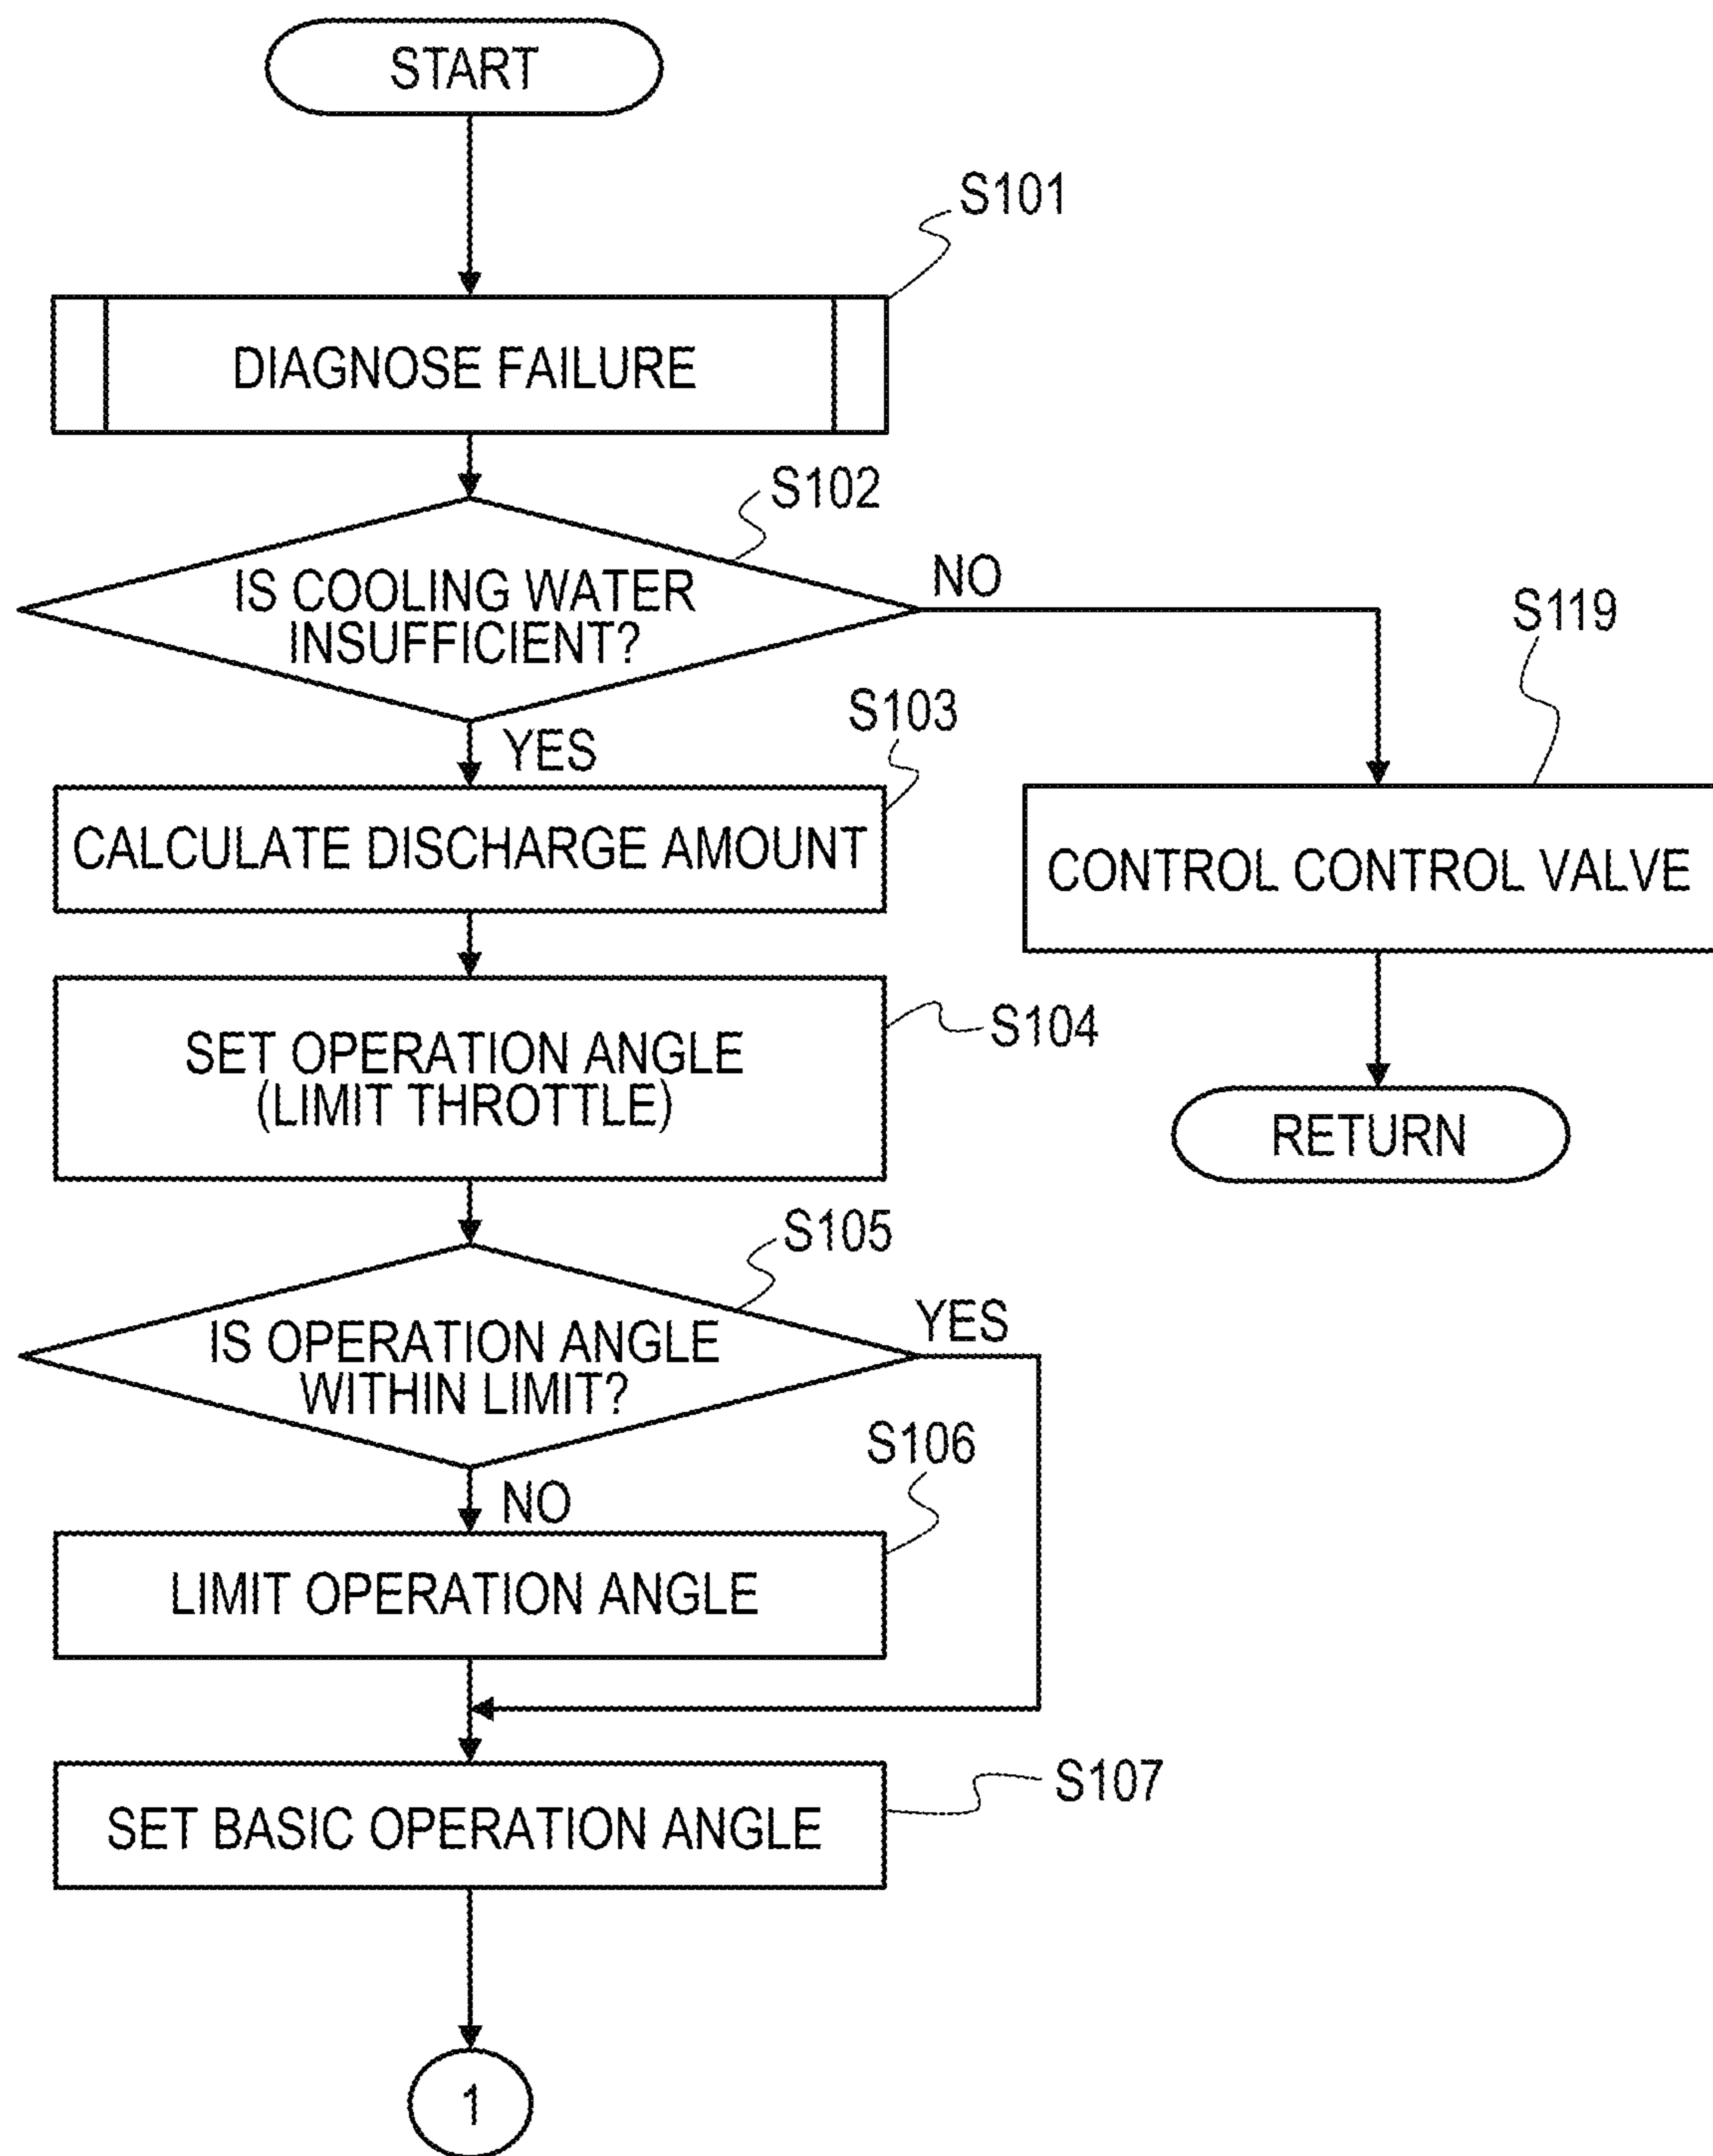 START
S101
DIAGNOSE FAILURE
S102
IS COOLING WATER
INSUFFICIENT?
NO
S119
YES
S103
CALCULATE DISCHARGE AMOUNT
CONTROL CONTROL VALVE
SET OPERATION ANGLE
(LIMIT THROTTLE)
S104
RETURN
S105
IS OPERATION ANGLE
WITHIN LIMIT?
YES
S106
NO
LIMIT OPERATION ANGLE
S107
SET BASIC OPERATION ANGLE
1